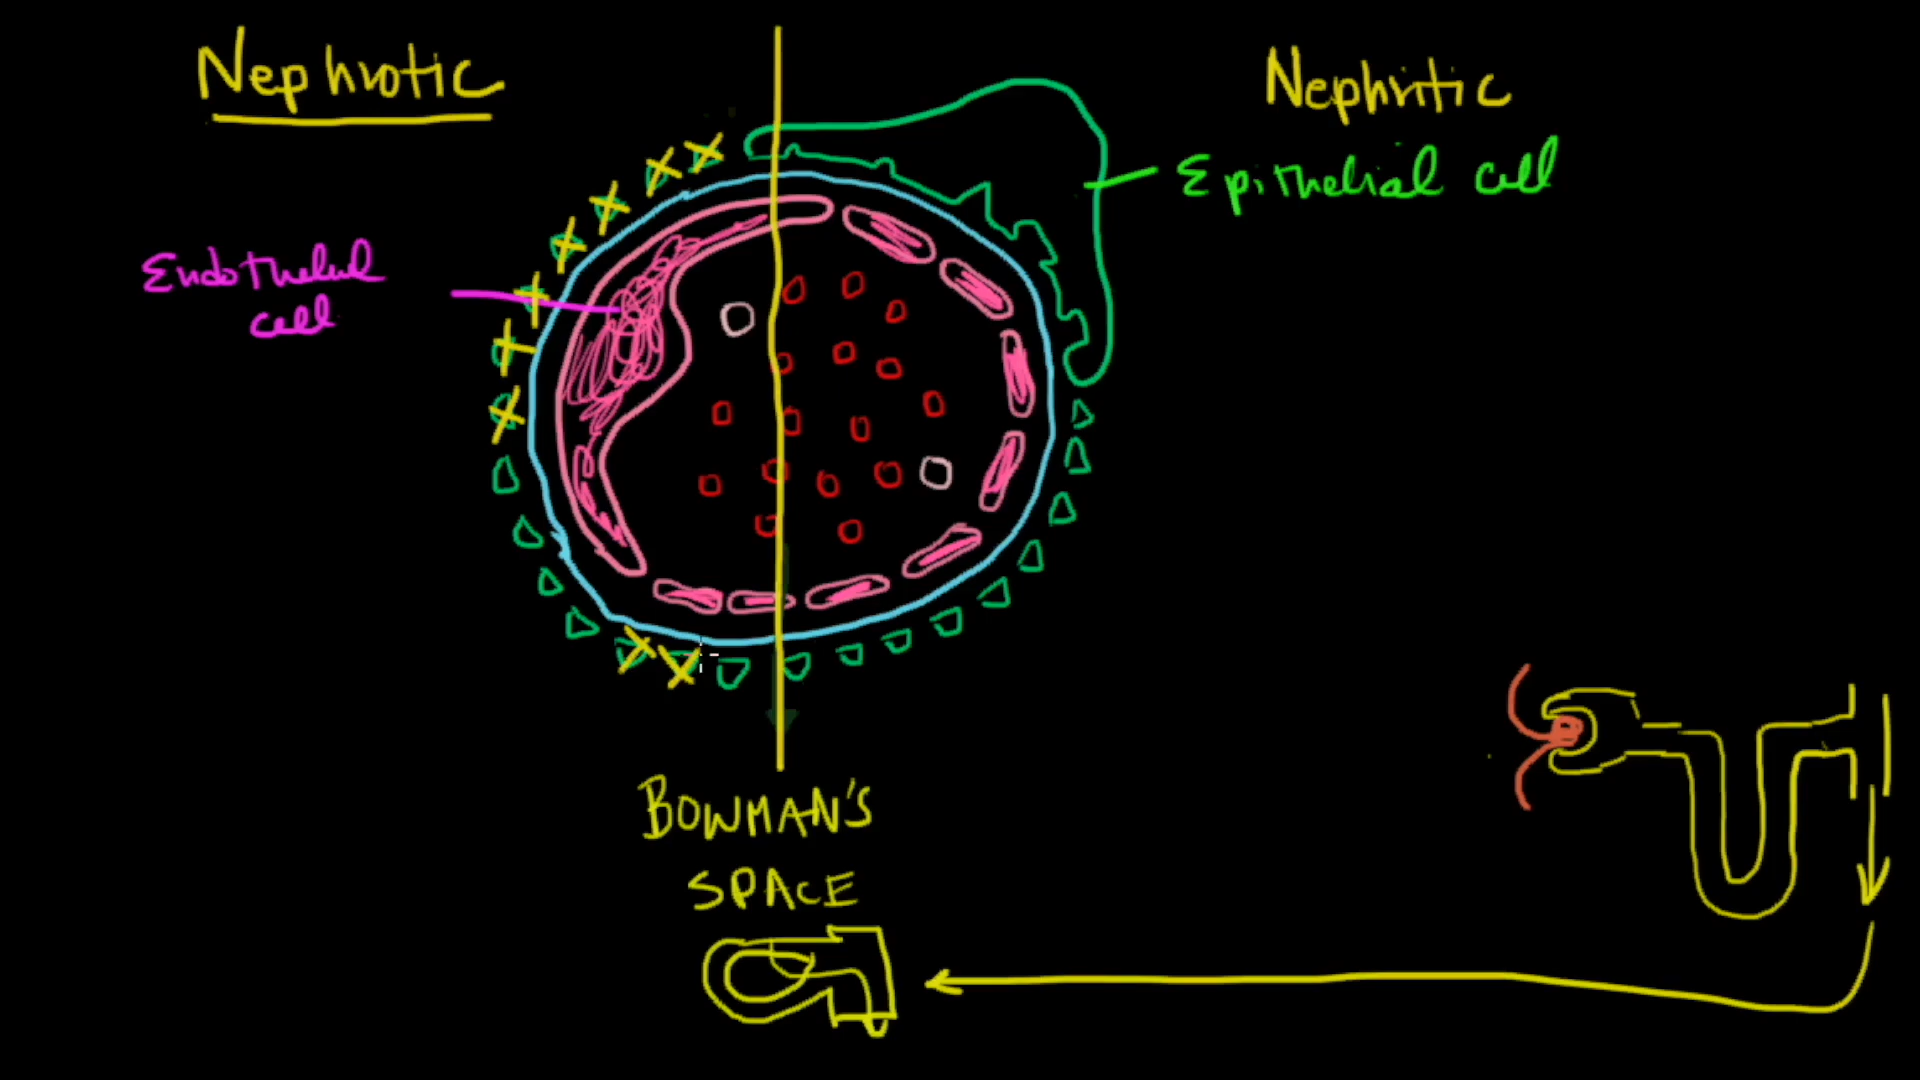 Nephrotic
Nephritic
Epithelial cell
Endothelial
cell
BOWMAN'S
SPACE